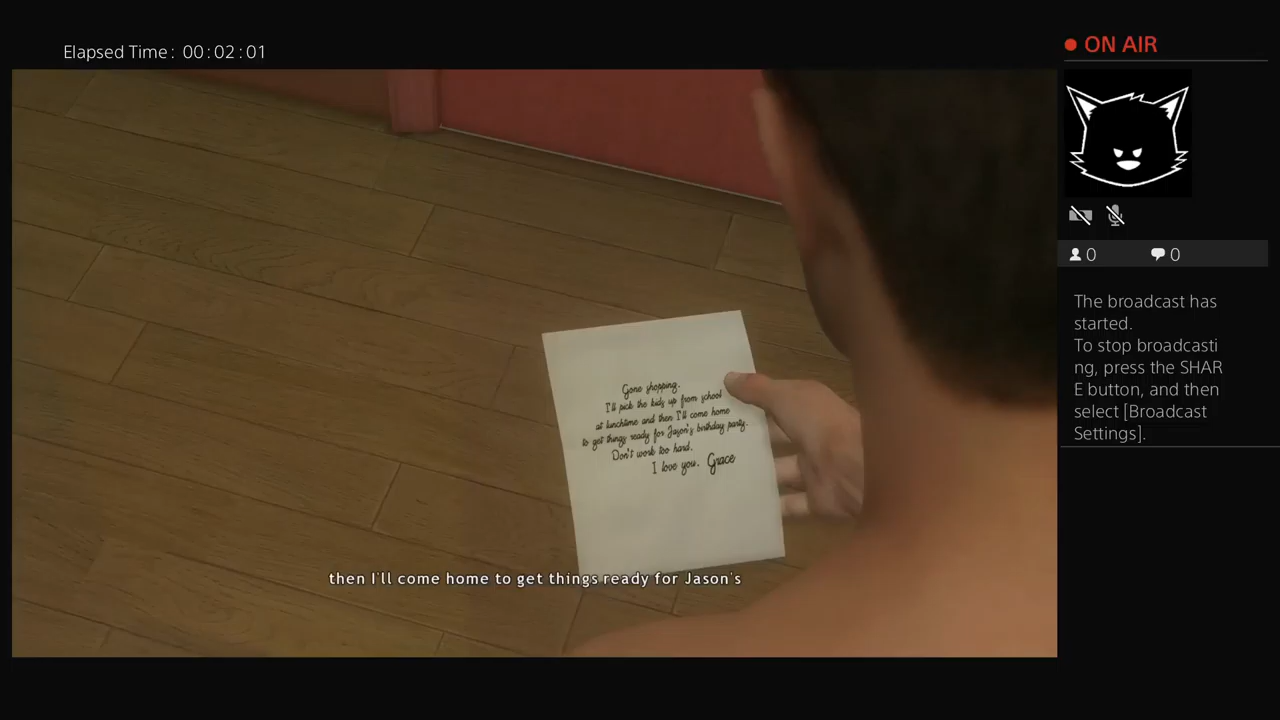 Elapsed Time: 00:02:01
ON AIR
0
0
The broadcast has
started.
To stop broadcasti
ng, press the SHAR
E button, and then
select [Broadcast
Settings].
Gone shopping.
I'll pick the kids up from school
at lunchtime and then I'll come home
to get things ready for Jason's birthday party.
Don't work too hard.
I love you. Grace
then I'll come home to get things ready for Jason's